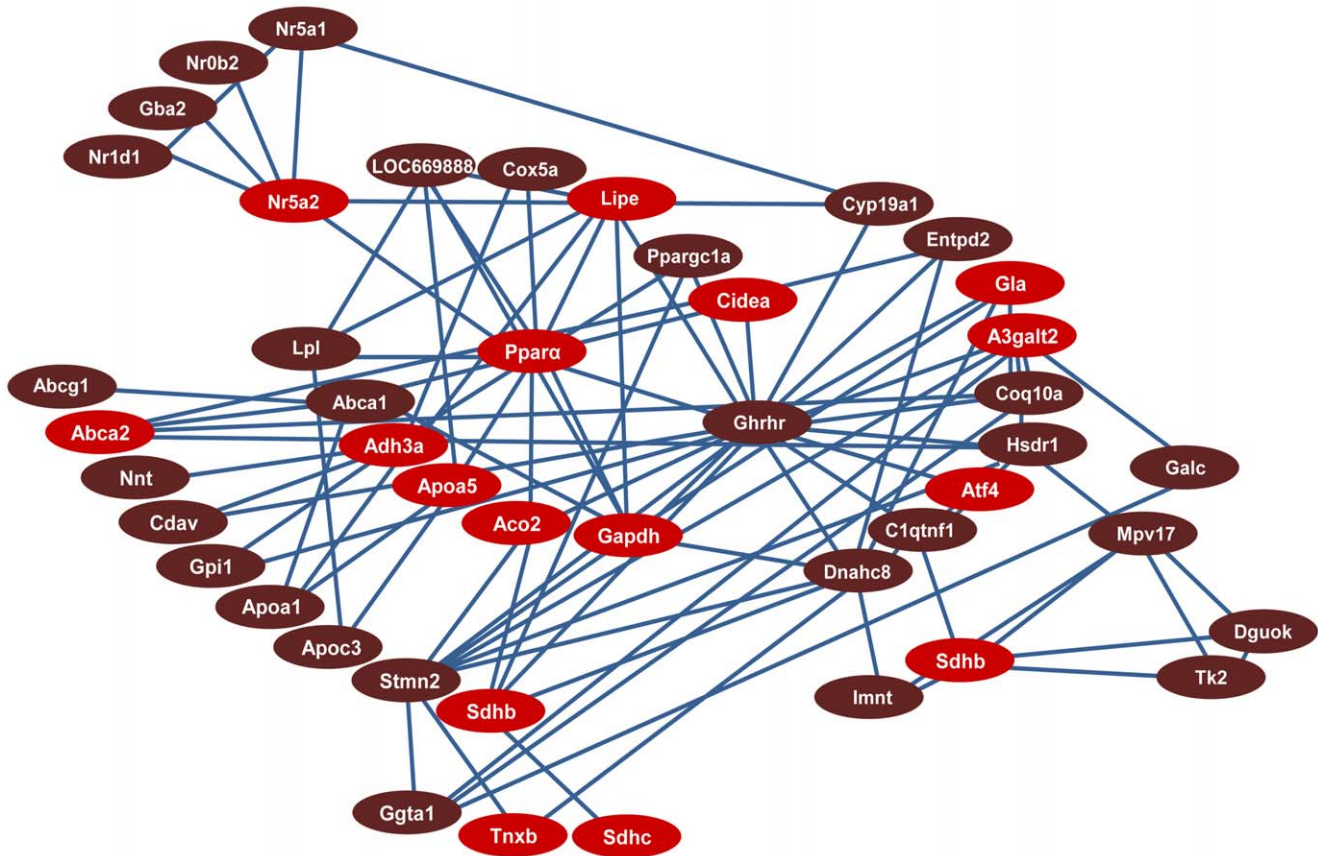 Nr5a1
Nr0b2
Gba2
Nr1d1
LOC669888
Cox5a
Nr5a2
Lipe
Cyp19a1
Entpd2
Ppargc1a
Gla
Cidea
A3galt2
Lpl
Pparα
Abcg1
Coq10a
Abca1
Ghrhr
Abca2
Adh3a
Hsdr1
Galc
Nnt
Apoa5
Atf4
Cdav
Aco2
Gapdh
C1qtnf1
Mpv17
Gpi1
Dnahc8
Apoa1
Dguok
Apoc3
Sdhb
Stmn2
Tk2
Imnt
Sdhb
Ggta1
Tnxb
Sdhc